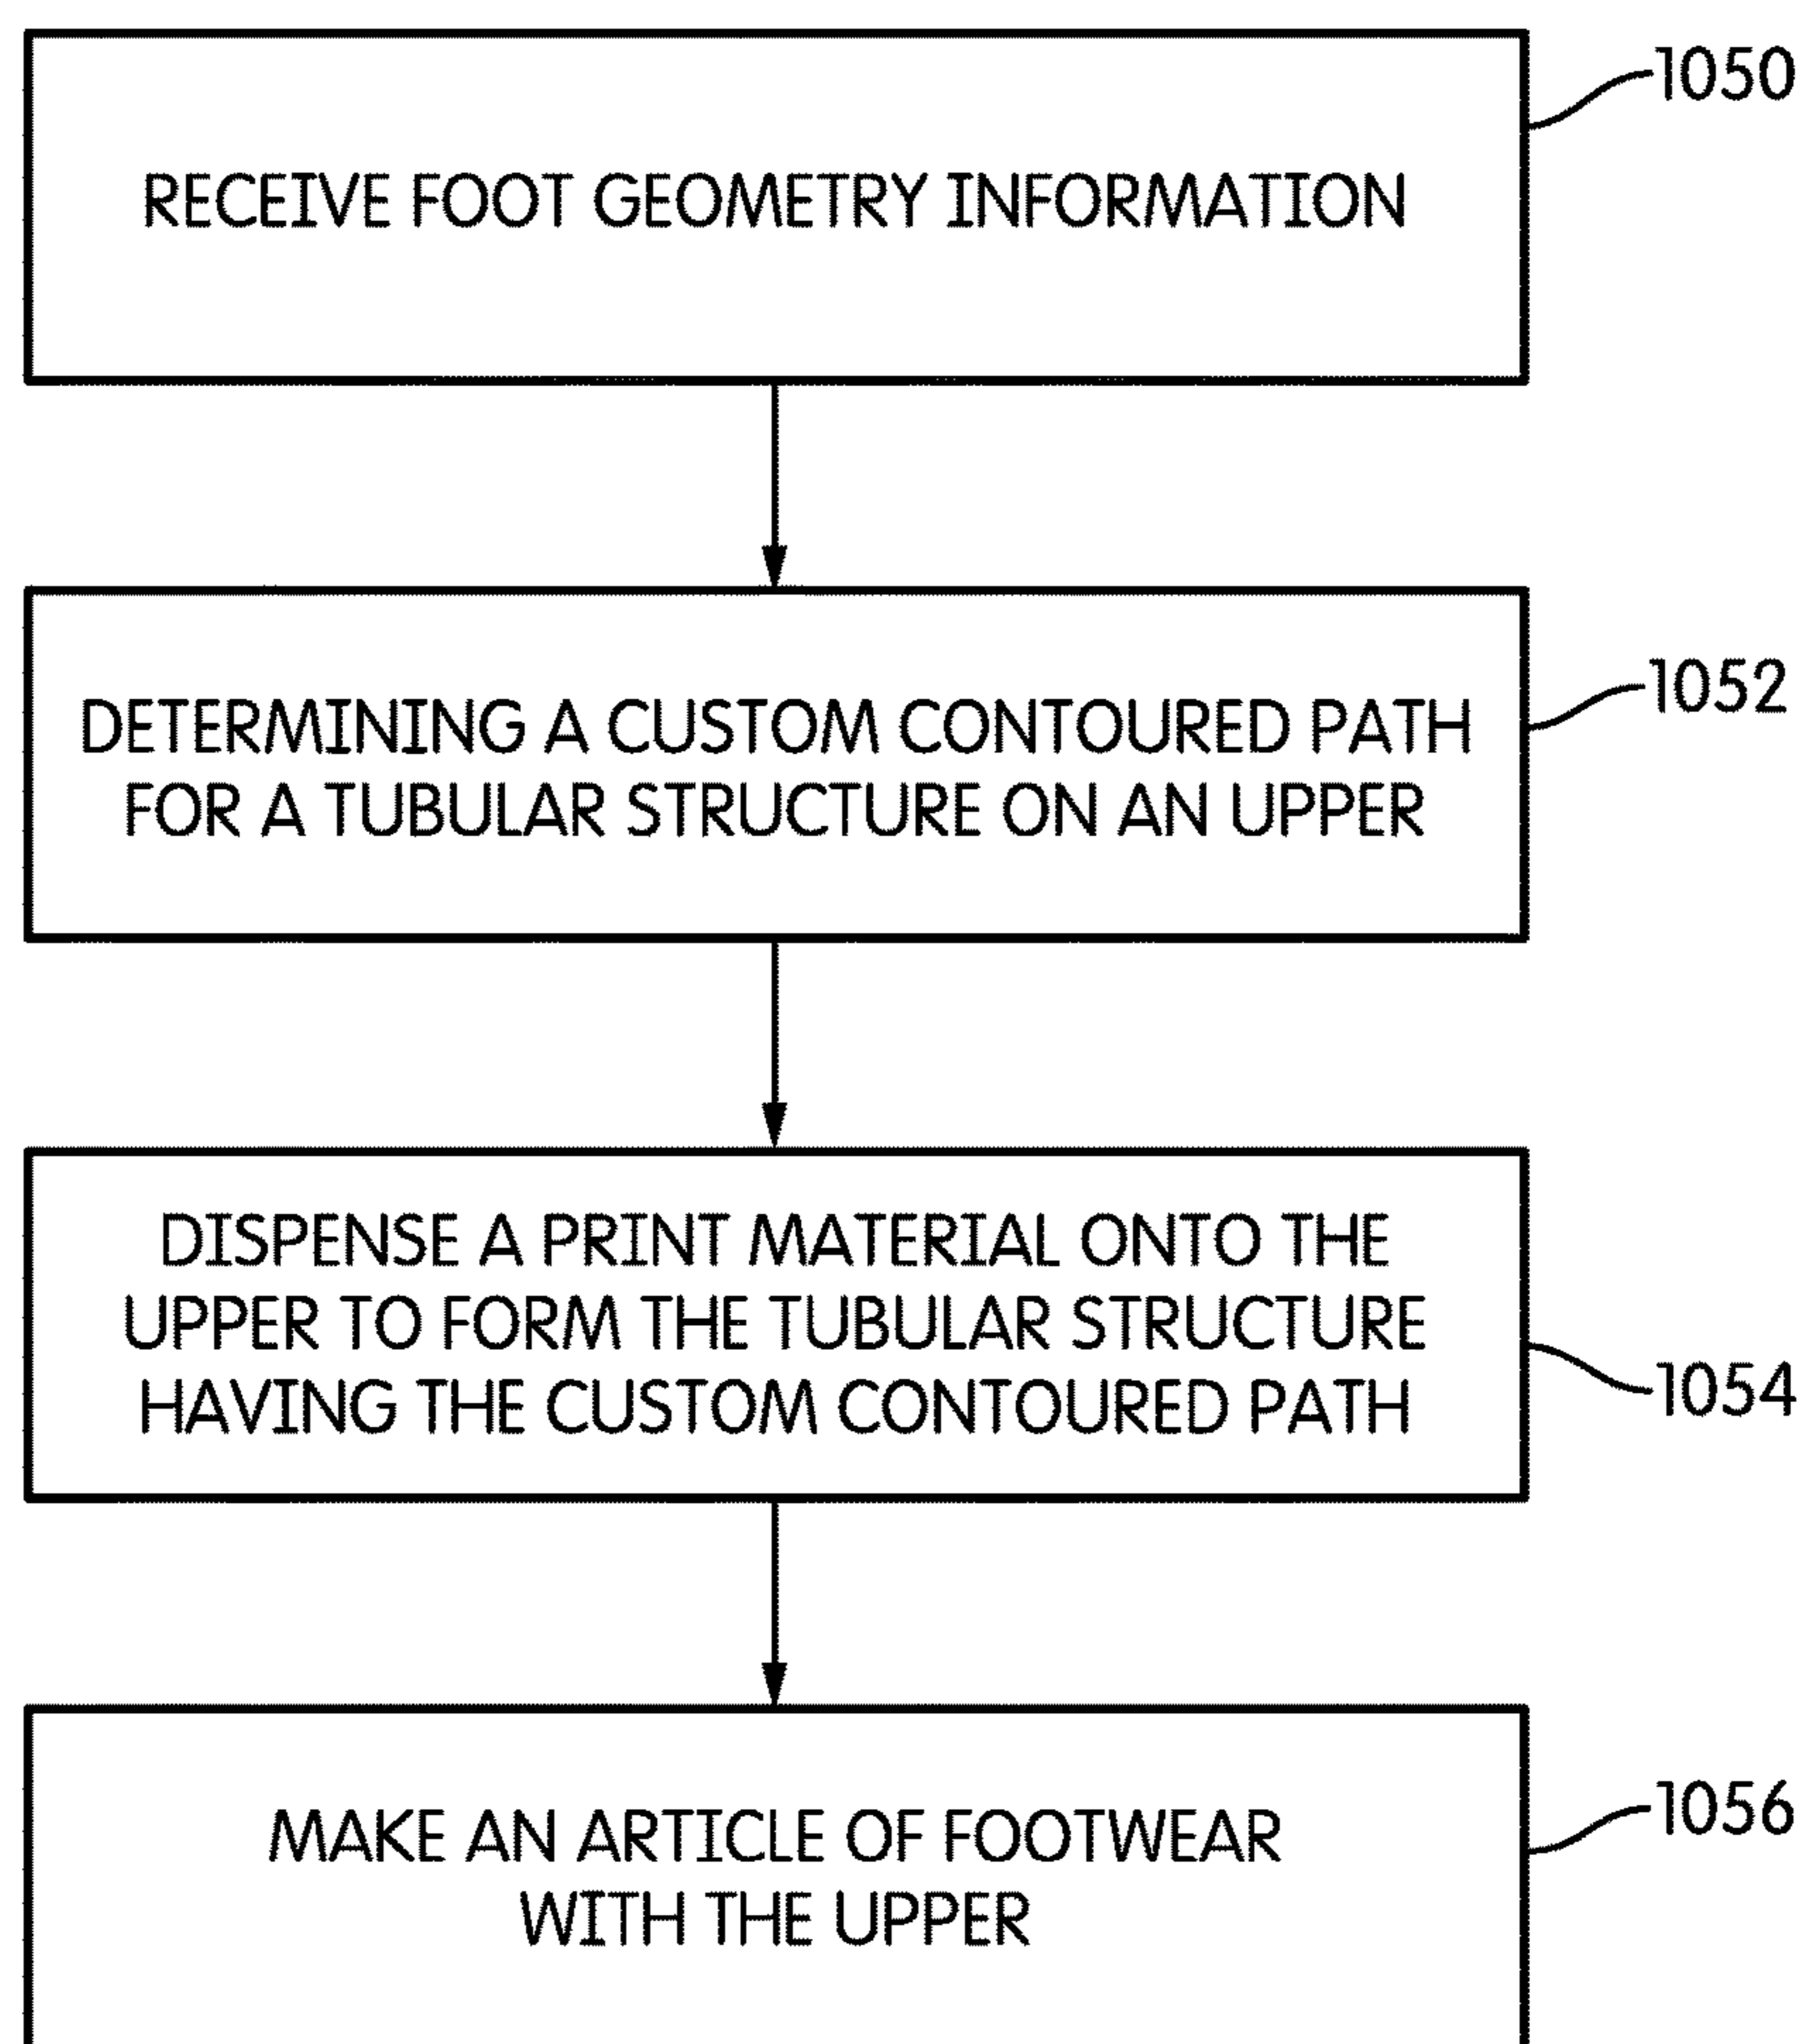 1050
RECEIVE FOOT GEOMETRY INFORMATION
1052
DETERMINING A CUSTOM CONTOURED PATH
FOR A TUBULAR STRUCTURE ON AN UPPER
DISPENSE A PRINT MATERIAL ONTO THE
UPPER TO FORM THE TUBULAR STRUCTURE
HAVING THE CUSTOM CONTOURED PATH
1054
1056
MAKE AN ARTICLE OF FOOTWEAR
WITH THE UPPER